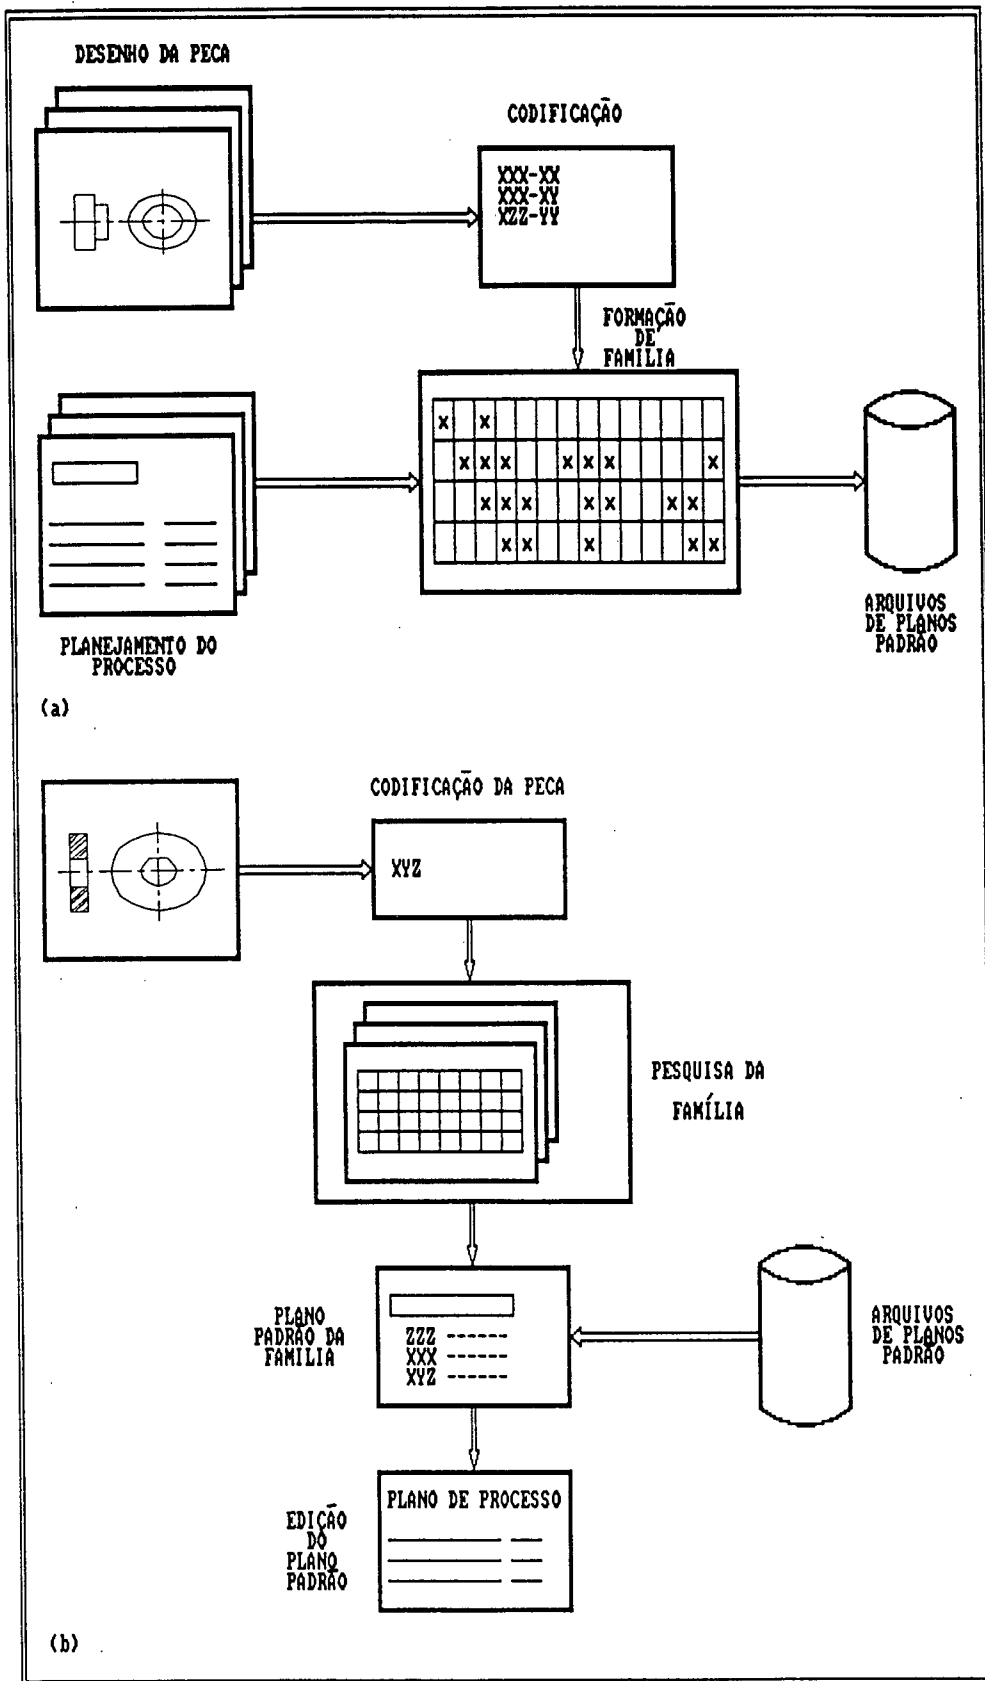 DESENHO DA PECA
CODIFICAÇÃO
XXX-XX
XXX-XY
XZZ-YY
FORMAÇÃO
DE
FAMILIA
X X
X X X X X X X
X X X X X X X
X X X X X
PLANEJAMENTO DO
PROCESSO
ARQUIVOS
DE PLANOS
PADRÃO
(a)
CODIFICAÇÃO DA PECA
XYZ
PESQUISA DA
FAMÍLIA
PLANO
PADRÃO DA
FAMILIA
ZZZ ------
XXX ------
XYZ ------
ARQUIVOS
DE PLANOS
PADRÃO
PLANO DE PROCESSO
EDIÇÃO
DO
PLANO
PADRÃO
(b)